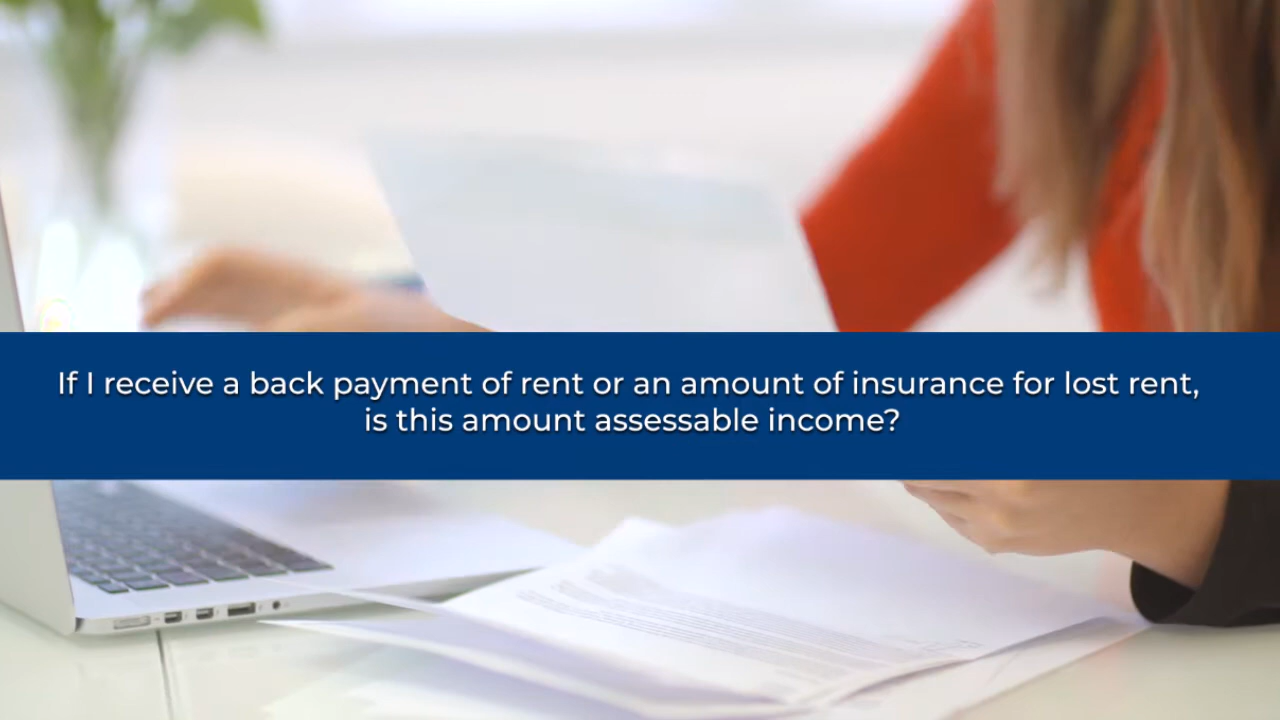 If I receive a back payment of rent or an amount of insurance for lost rent,
is this amount assessable income?